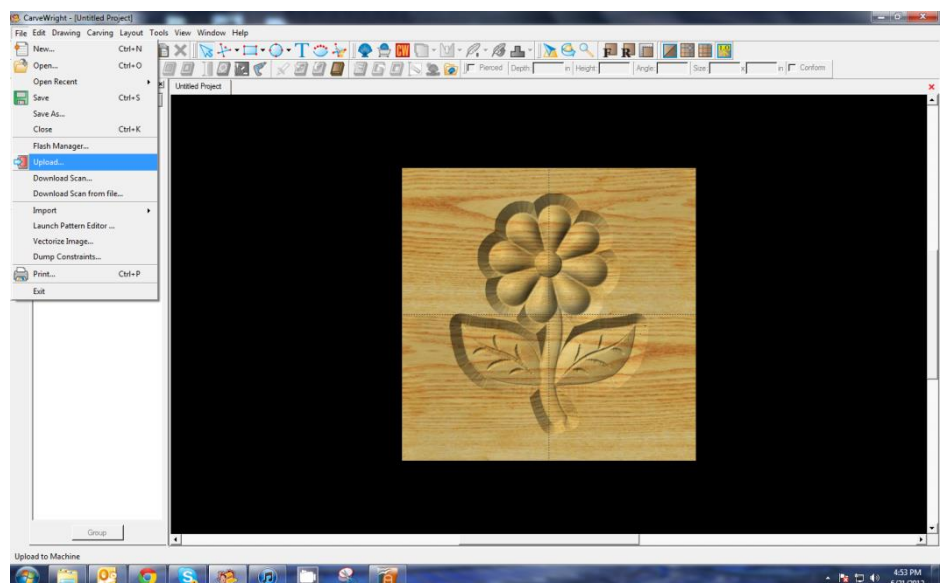 CarveWright - [Untitled Project]
File Edit Drawing Carving Layout Tools View Window Help
New... Ctrl+N
Open... Ctrl+O
Open Recent
Save Ctrl+S
Save As...
Close Ctrl+K
Flash Manager...
Upload...
Download Scan...
Download Scan from file...
Import
Launch Pattern Editor ...
Vectorize Image...
Dump Constraints...
Print... Ctrl+P
Exit
Pierced Depth: in Height: Angle: Size: x in Conform
Untitled Project
Group
Upload to Machine
4:53 PM